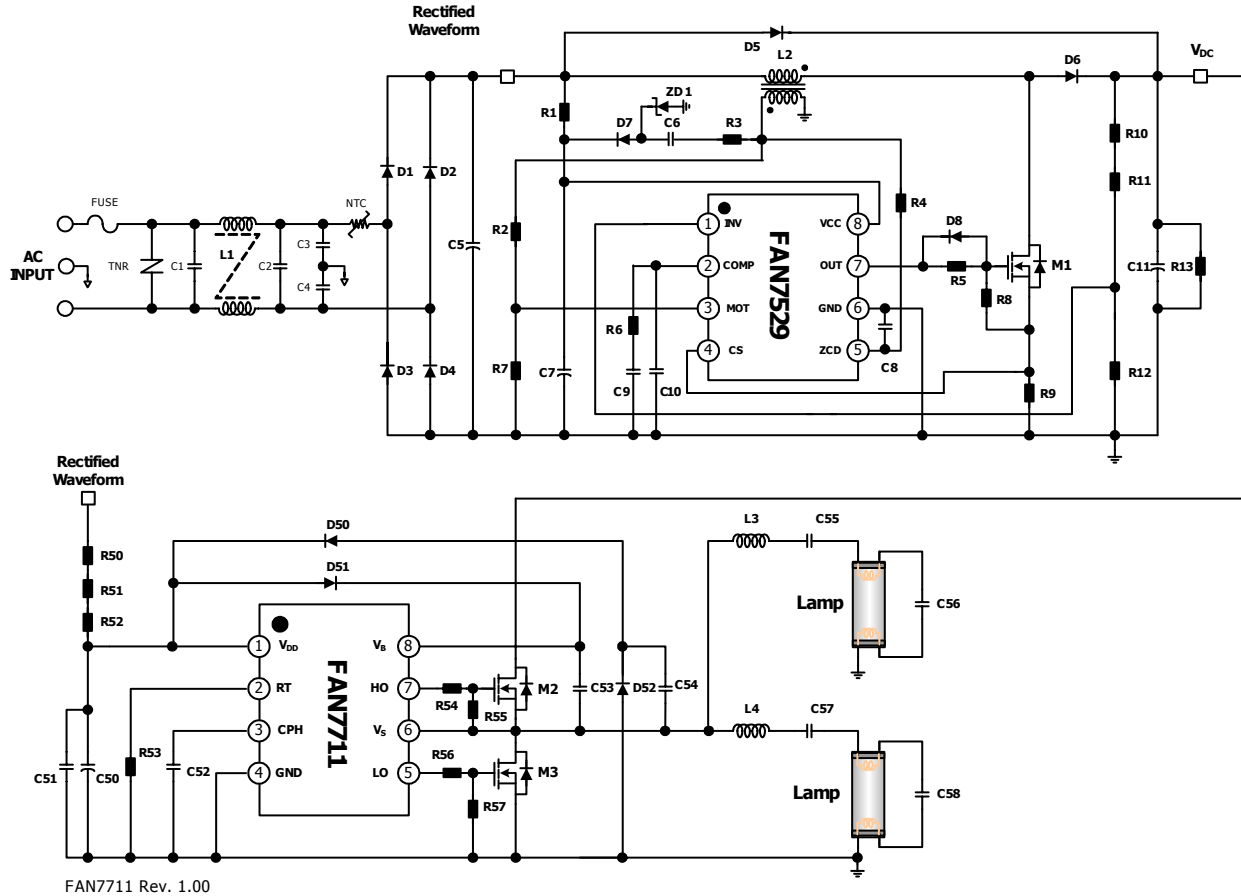 Rectified
Waveform
D5
L2
D6
VDC
R1
ZD1
D7
C6
R3
R10
D1
D2
R11
FUSE
NTC
R4
R2
1
INV
VCC
8
D8
C3
L1
AC
INPUT
TNR
C1
C2
C5
2
COMP
OUT
7
M1
C11
R13
C4
R5
R8
FAN7529
3
MOT
GND
6
R6
4
CS
ZCD
5
D3
D4
R7
C7
C8
R12
C9
C10
R9
Rectified
Waveform
L3
C55
D50
R50
D51
R51
Lamp
C56
R52
1
VDD
VB
8
2
RT
HO
7
M2
C53
D52
C54
R54
R55
L4
C57
FAN7711
3
CPH
VS
6
R53
R56
4
GND
LO
5
M3
C51
C50
C52
Lamp
C58
R57
FAN7711 Rev. 1.00